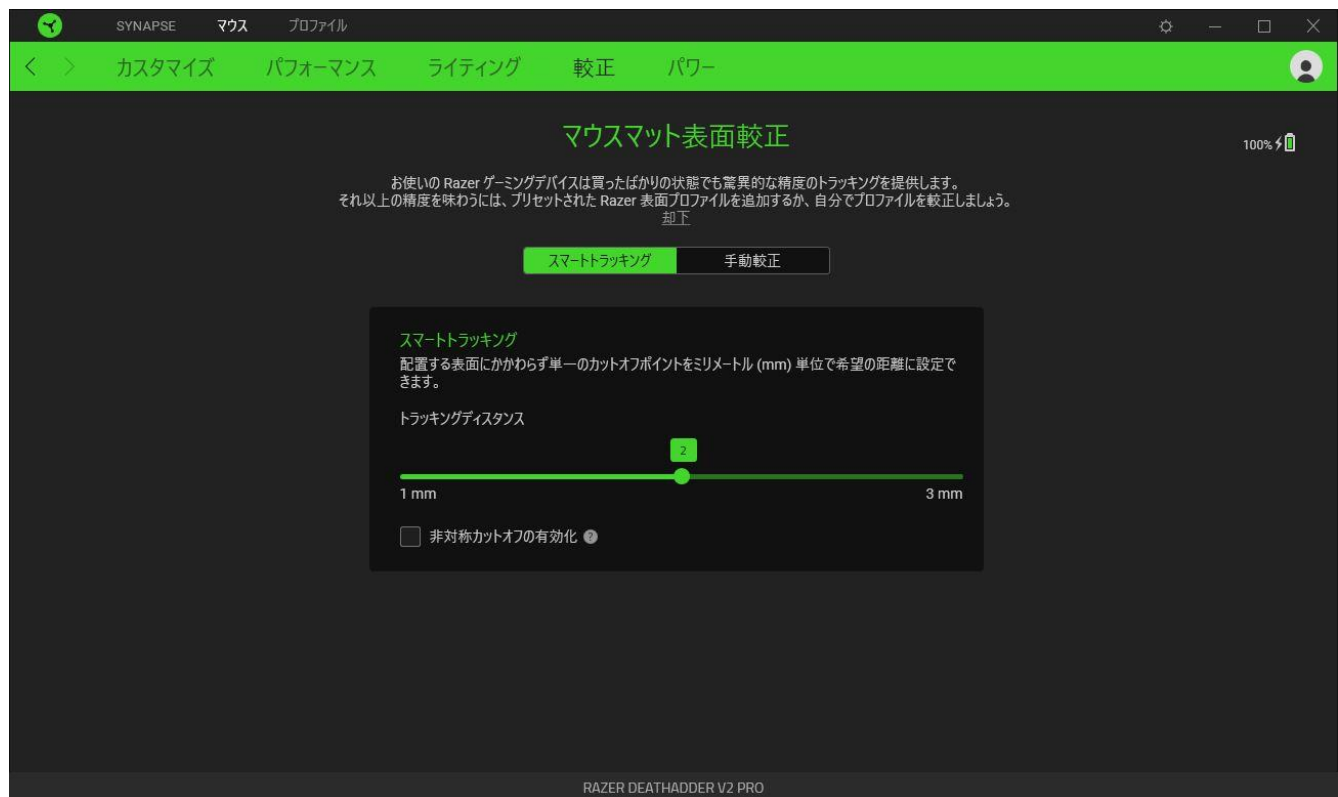 SYNAPSE マウス プロファイル
カスタマイズ パフォーマンス ライティング 較正 パワー
マウスマット表面較正
100%
お使いの Razer ゲーミングデバイスは買ったばかりの状態でも驚異的な精度のトラッキングを提供します。
それ以上の精度を味わうには、プリセットされた Razer 表面プロファイルを追加するか、自分でプロファイルを較正しましょう。
却下
スマートトラッキング 手動較正
スマートトラッキング
配置する表面にかかわらず単一のカットオフポイントをミリメートル (mm) 単位で希望の距離に設定で
きます。
トラッキングディスタンス
2
1 mm 3 mm
非対称カットオフの有効化 ?
RAZER DEATHADDER V2 PRO